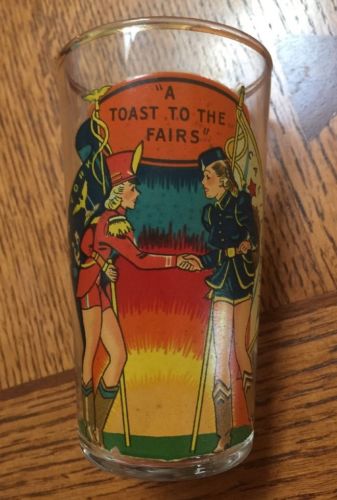 "A
TOAST TO THE
FAIRS"